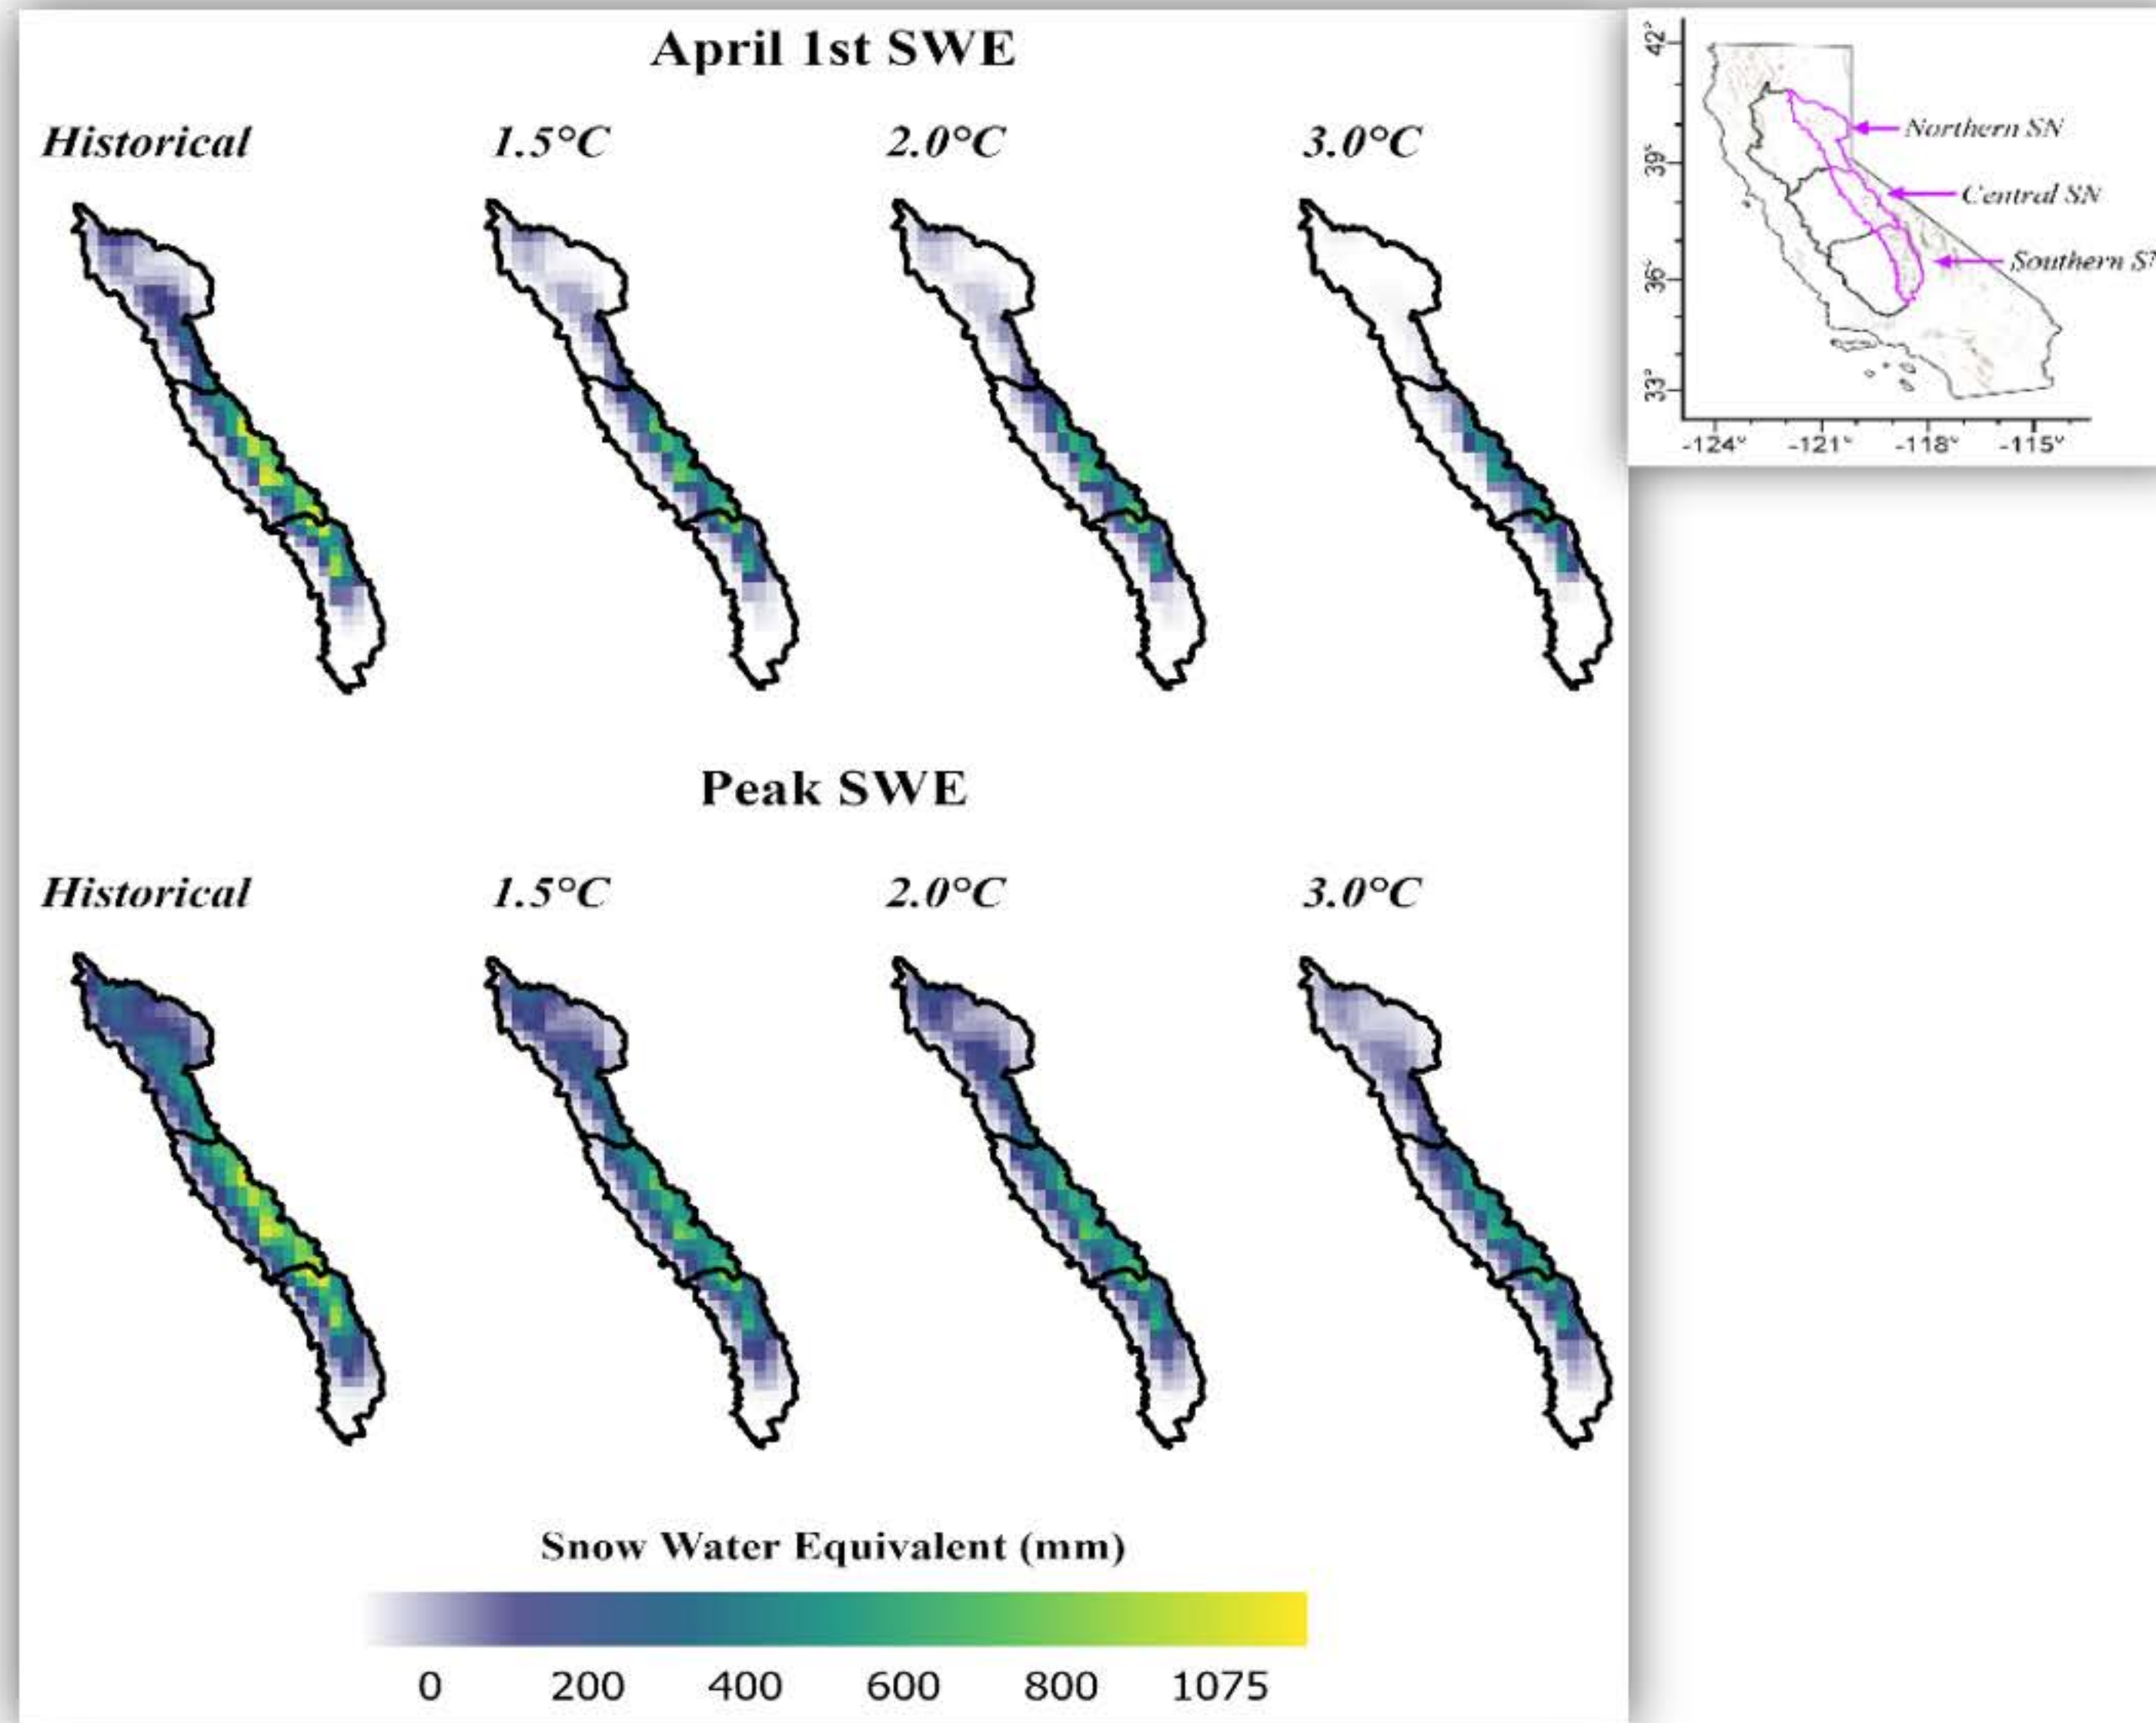 April 1st SWE
Historical 1.5°C 2.0°C 3.0°C
Peak SWE
Historical 1.5°C 2.0°C 3.0°C
Snow Water Equivalent (mm)
0 200 400 600 800 1075
42°
39°
36°
33°
-124° -121° -118° -115°
Northern SN
Central SN
Southern